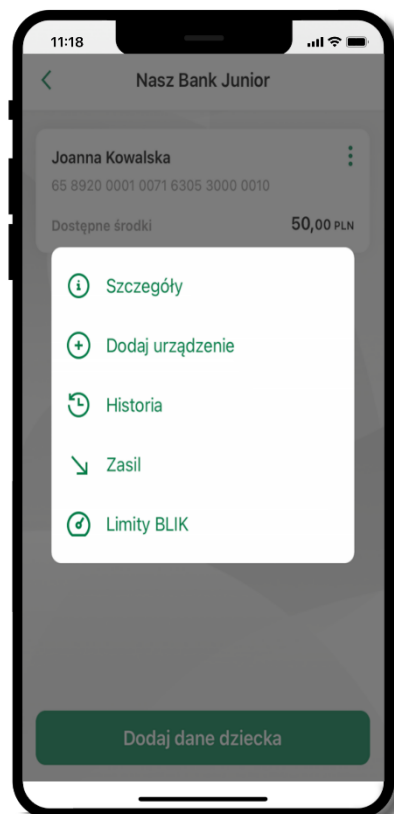 11:18
Nasz Bank Junior
Joanna Kowalska
65 8920 0001 0071 6305 3000 0010
Dostępne środki 50,00 PLN
Szczegóły
Dodaj urządzenie
Historia
Zasil
Limity BLIK
Dodaj dane dziecka